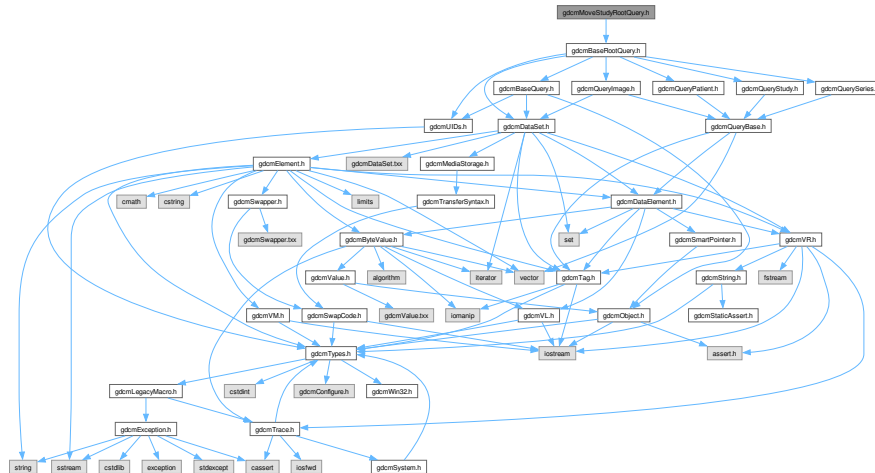 gdcmMoveStudyRootQuery.h
gdcmBaseRootQuery.h
gdcmBaseQuery.h
gdcmQueryImage.h
gdcmQueryPatient.h
gdcmQueryStudy.h
gdcmQuerySeries.
gdcmUIDs.h
gdcmDataSet.h
gdcmQueryBase.h
gdcmElement.h
gdcmDataSet.txx
gdcmMediaStorage.h
cmath
cstring
gdcmSwapper.h
limits
gdcmTransferSyntax.h
gdcmDataElement.h
gdcmSwapper.txx
gdcmByteValue.h
set
gdcmSmartPointer.h
gdcmVR.h
gdcmValue.h
algorithm
iterator
vector
gdcmTag.h
gdcmString.h
fstream
gdcmVM.h
gdcmSwapCode.h
gdcmValue.txx
iomanip
gdcmVL.h
gdcmObject.h
gdcmStaticAssert.h
gdcmTypes.h
iostream
assert.h
gdcmLegacyMacro.h
cstdint
gdcmConfigure.h
gdcmWin32.h
gdcmException.h
gdcmTrace.h
string
sstream
cstdlib
exception
stdexcept
cassert
iosfwd
gdcmSystem.h